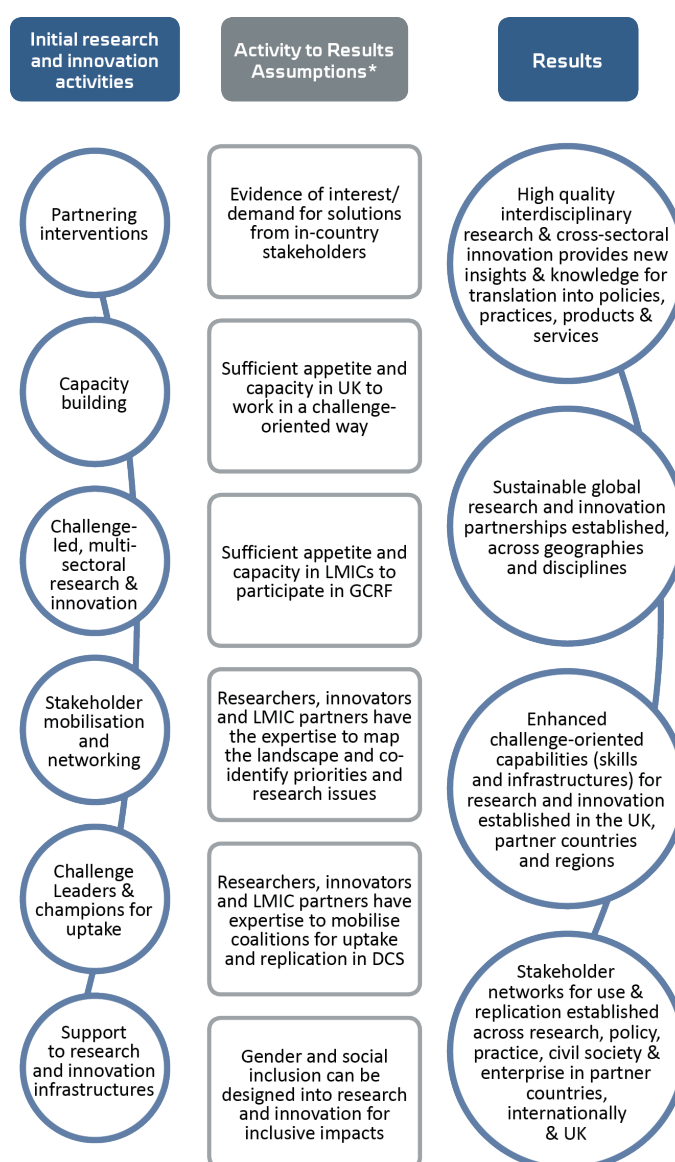 Initial research
and innovation
activities
Activity to Results
Assumptions*
Results
Partnering
interventions
Capacity
building
Challenge-
led, multi-
sectoral
research &
innovation
Stakeholder
mobilisation
and
networking
Challenge
Leaders &
champions for
uptake
Support
to research
and innovation
infrastructures
Evidence of interest/
demand for solutions
from in-country
stakeholders
Sufficient appetite and
capacity in UK to
work in a challenge-
oriented way
Sufficient appetite and
capacity in LMICs to
participate in GCRF
Researchers, innovators
and LMIC partners have
the expertise to map
the landscape and co-
identify priorities and
research issues
Researchers, innovators
and LMIC partners have
expertise to mobilise
coalitions for uptake
and replication in DCS
Gender and social
inclusion can be
designed into research
and innovation for
inclusive impacts
High quality
interdisciplinary
research & cross-sectoral
innovation provides new
insights & knowledge for
translation into policies,
practices, products &
services
Sustainable global
research and innovation
partnerships established,
across geographies
and disciplines
Enhanced
challenge-oriented
capabilities (skills
and infrastructures) for
research and innovation
established in the UK,
partner countries
and regions
Stakeholder
networks for use &
replication established
across research, policy,
practice, civil society &
enterprise in partner
countries,
internationally
& UK